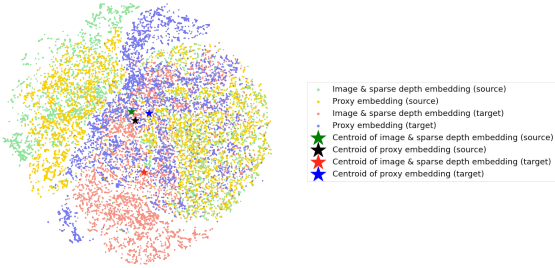 Image & sparse depth embedding (source)
Proxy embedding (source)
Image & sparse depth embedding (target)
Proxy embedding (target)
Centroid of image & sparse depth embedding (source)
Centroid of proxy embedding (source)
Centroid of image & sparse depth embedding (target)
Centroid of proxy embedding (target)